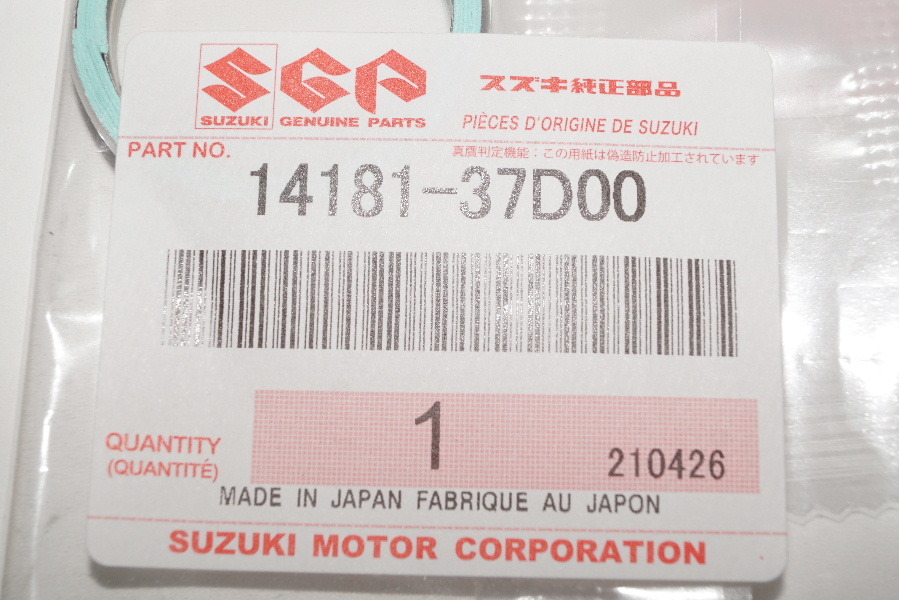 SGP
スズキ純正部品
SUZUKI GENUINE PARTS
PIÈCES D'ORIGINE DE SUZUKI
PART NO.
真贋判定機能：この用紙は偽造防止加工されています
14181-37D00
1
QUANTITY
(QUANTITÉ)
210426
MADE IN JAPAN FABRIQUE AU JAPON
SUZUKI MOTOR CORPORATION